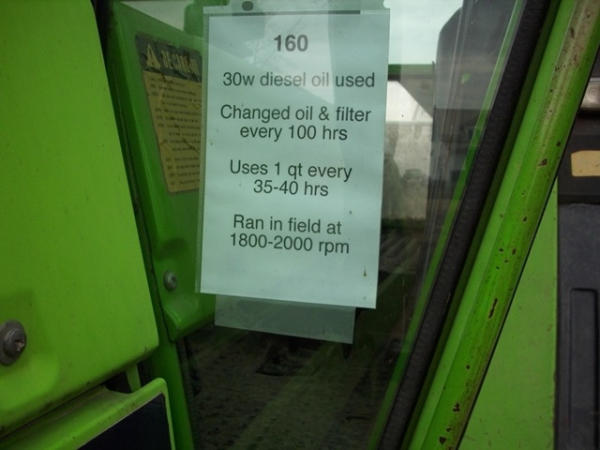 160
30w diesel oil used
Changed oil & filter
every 100 hrs
Uses 1 qt every
35-40 hrs
Ran in field at
1800-2000 rpm